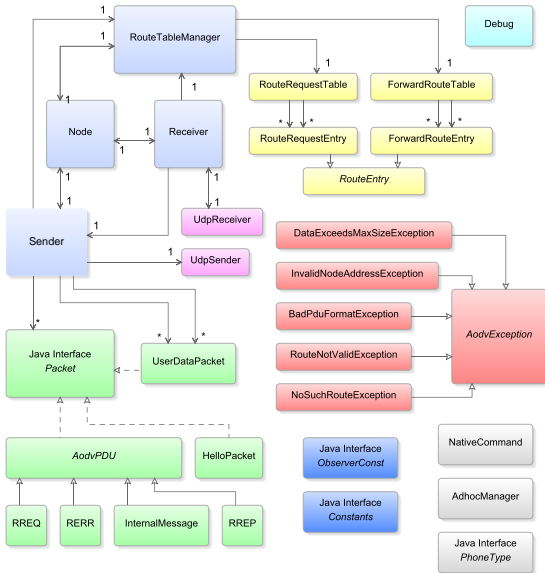 1
1
RouteTableManager
Debug
1
1
1
1
RouteRequestTable
ForwardRouteTable
1
1
*
*
*
*
Node
1
1
Receiver
RouteRequestEntry
ForwardRouteEntry
1
1
RouteEntry
1
1
1
UdpReceiver
Sender
1
UdpSender
DataExceedsMaxSizeException
InvalidNodeAddressException
*
*
*
BadPduFormatException
AodvException
Java Interface
Packet
UserDataPacket
RouteNotValidException
NoSuchRouteException
AodvPDU
HelloPacket
Java Interface
ObserverConst
NativeCommand
RREQ
RERR
InternalMessage
RREP
Java Interface
Constants
AdhocManager
Java Interface
PhoneType